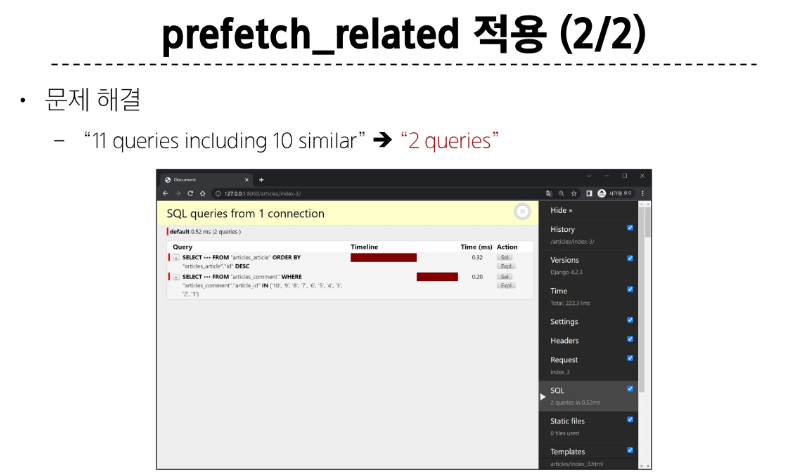 prefetch_related 적용 (2/2)
• 문제 해결
– “11 queries including 10 similar” ➔ “2 queries”
Document
127.0.0.1:8000/articles/index-3/
SQL queries from 1 connection
default 0.52 ms (2 queries )
Query Timeline Time (ms) Action
SELECT ••• FROM "articles_article" ORDER BY
"articles_article"."id" DESC
0.32 Sel
Expl
SELECT ••• FROM "articles_comment" WHERE
"articles_comment"."article_id" IN ('10', '9', '8', '7', '6', '5', '4', '3',
'2', '1')
0.20 Sel
Expl
Hide »
History
/articles/index-3/
Versions
Django 4.2.3
Time
Total: 222.31ms
Settings
Headers
Request
index_3
SQL
2 queries in 0.52ms
Static files
0 files used
Templates
articles/index_3.html